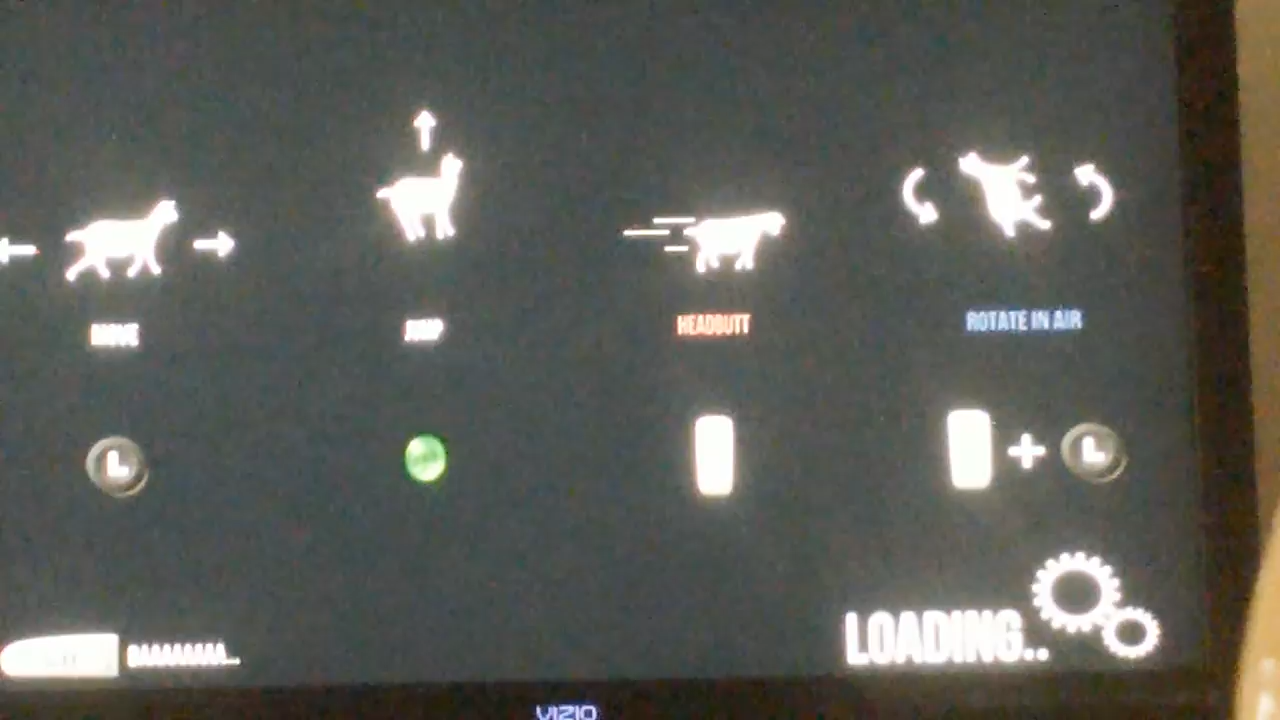 MOVE
JUMP
HEADBUTT
ROTATE IN AIR
L
+ L
BAAAAAAAA...
LOADING..
VIZIO